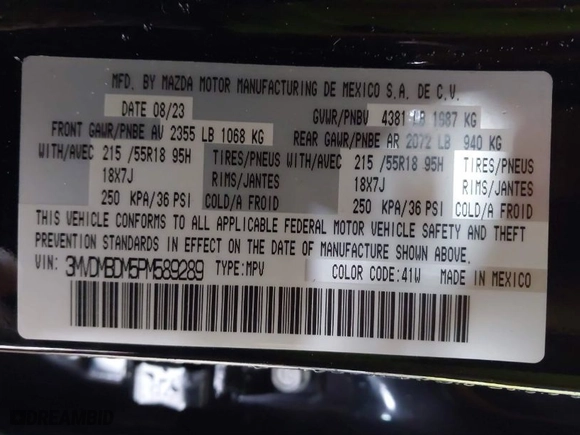 MFD. BY MAZDA MOTOR MANUFACTURING DE MEXICO S.A. DE C.V.
DATE 08/23 GVWR/PNBV 4381 LB 1987 KG
FRONT GAWR/PNBE AV 2355 LB 1068 KG REAR GAWR/PNBE AR 2072 LB 940 KG
WITH/AVEC 215 /55R18 95H TIRES/PNEUS WITH/AVEC 215 /55R18 95H TIRES/PNEUS
18X7J RIMS/JANTES 18X7J RIMS/JANTES
250 KPA/36 PSI COLD/A FROID 250 KPA/36 PSI COLD/A FROID
THIS VEHICLE CONFORMS TO ALL APPLICABLE FEDERAL MOTOR VEHICLE SAFETY AND THEFT
PREVENTION STANDARDS IN EFFECT ON THE DATE OF MANUFACTURE SHOWN ABOVE.
VIN: 3MVDMBDM5PM589289 TYPE:MPV COLOR CODE:41W MADE IN MEXICO
DREAMBID